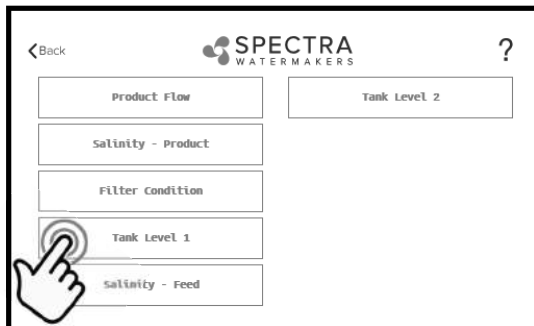 Back
SPECTRA
WATERMAKERS
?
Product Flow
Tank Level 2
Salinity - Product
Filter Condition
Tank Level 1
Salinity - Feed